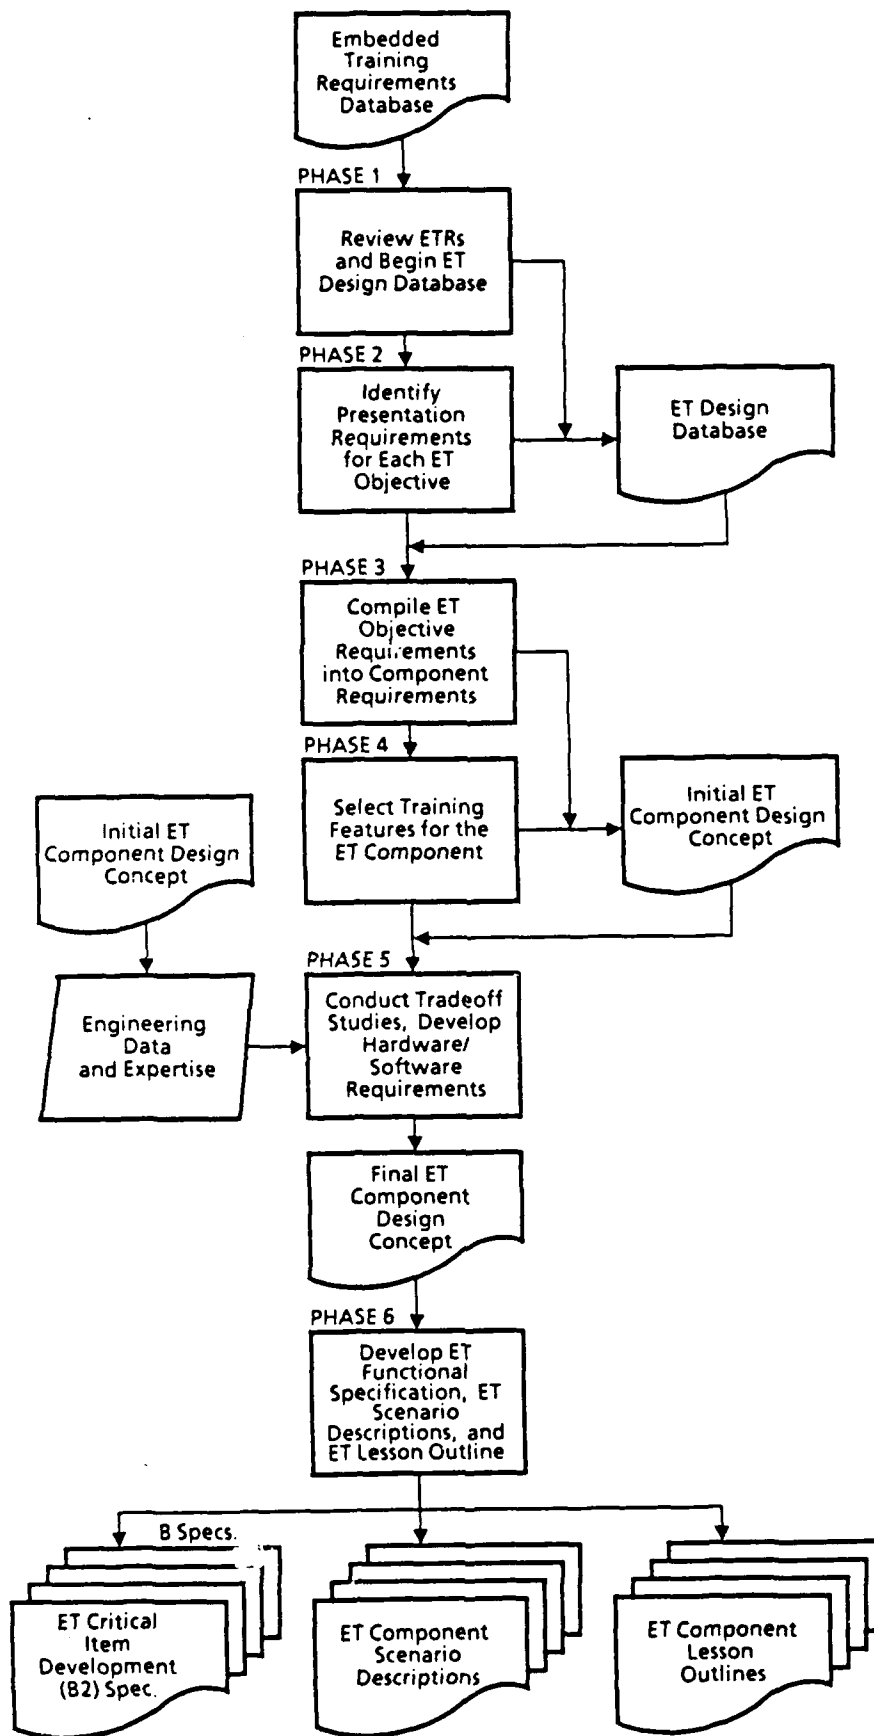 Embedded
Training
Requirements
Database
PHASE 1
Review ETRs
and Begin ET
Design Database
PHASE 2
Identify
Presentation
Requirements
for Each ET
Objective
ET Design
Database
PHASE 3
Compile ET
Objective
Requirements
into Component
Requirements
PHASE 4
Select Training
Features for the
ET Component
Initial ET
Component Design
Concept
Initial ET
Component Design
Concept
PHASE 5
Engineering
Data
and Expertise
Conduct Tradeoff
Studies, Develop
Hardware/
Software
Requirements
Final ET
Component
Design
Concept
PHASE 6
Develop ET
Functional
Specification, ET
Scenario
Descriptions, and
ET Lesson Outline
B Specs.
ET Critical
Item
Development
(B2) Spec.
ET Component
Scenario
Descriptions
ET Component
Lesson
Outlines